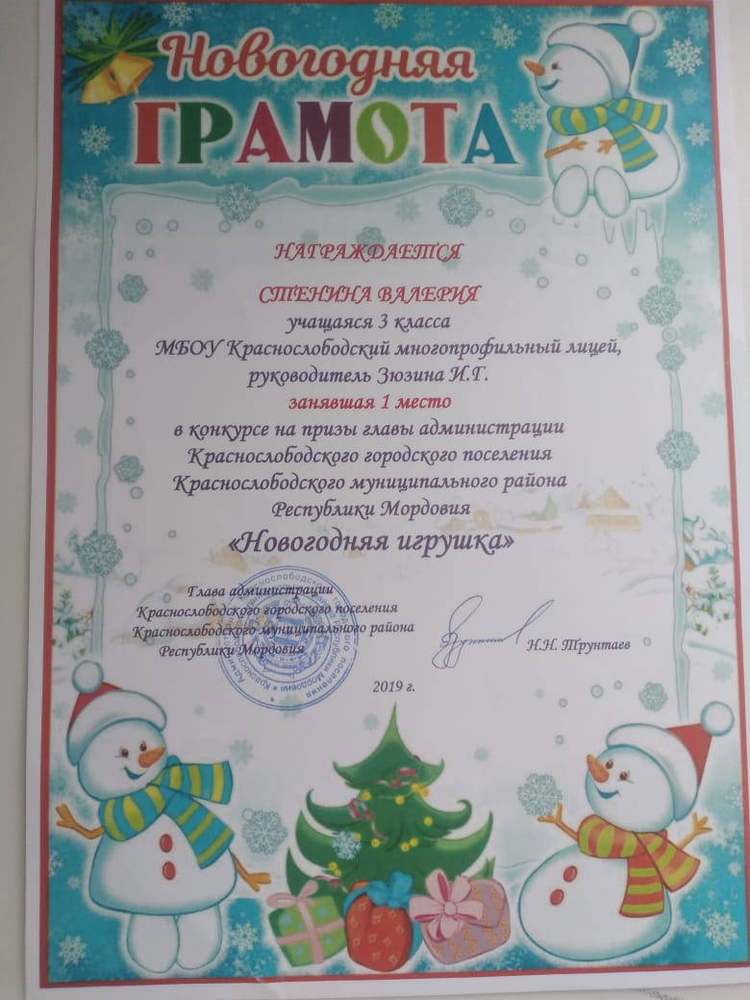 Новогодняя
ГРАМОТА
НАГРАЖДАЕТСЯ
СТЕНИНА ВАЛЕРИЯ
учащаяся 3 класса
МБОУ Краснослободский многопрофильный лицей,
руководитель Зюзина И.Г.
занявшая 1 место
в конкурсе на призы главы администрации
Краснослободского городского поселения
Краснослободского муниципального района
Республики Мордовия
«Новогодняя игрушка»
Глава администрации
Краснослободского городского поселения
Краснослободского муниципального района
Республики Мордовия
Н.Н. Трунтаев
2019 г.